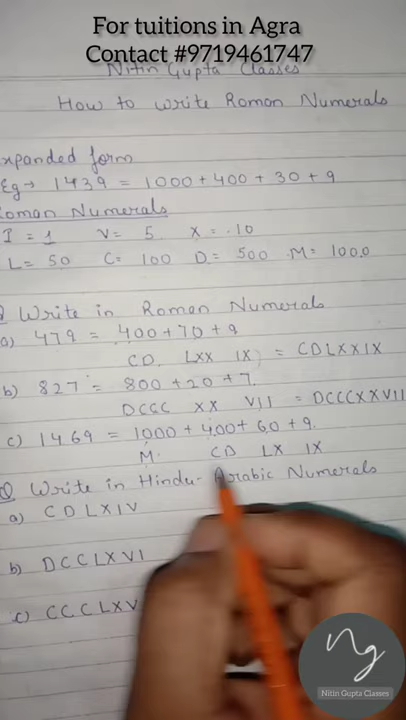 For tuitions in Agra
Contact #9719461747
Nitin Gupta Classes
How to write Roman Numerals
xpanded form
Eg → 1439 = 1000 + 400 + 30 + 9
Roman Numerals
I = 1 V = 5 X = 10
L = 50 C = 100 D = 500 M = 1000
Q Write in Roman Numerals
a) 479 = 400 + 70 + 9
CD LXX IX = CDLXXIX
b) 827 = 800 + 20 + 7
DCCC XX VII = DCCCXXVII
c) 1469 = 1000 + 400 + 60 + 9
M CD LX IX
Q Write in Hindu-Arabic Numerals
a) CDLXIV
b) DCCLXVI
c) CCCLXV
ng
Nitin Gupta Classes